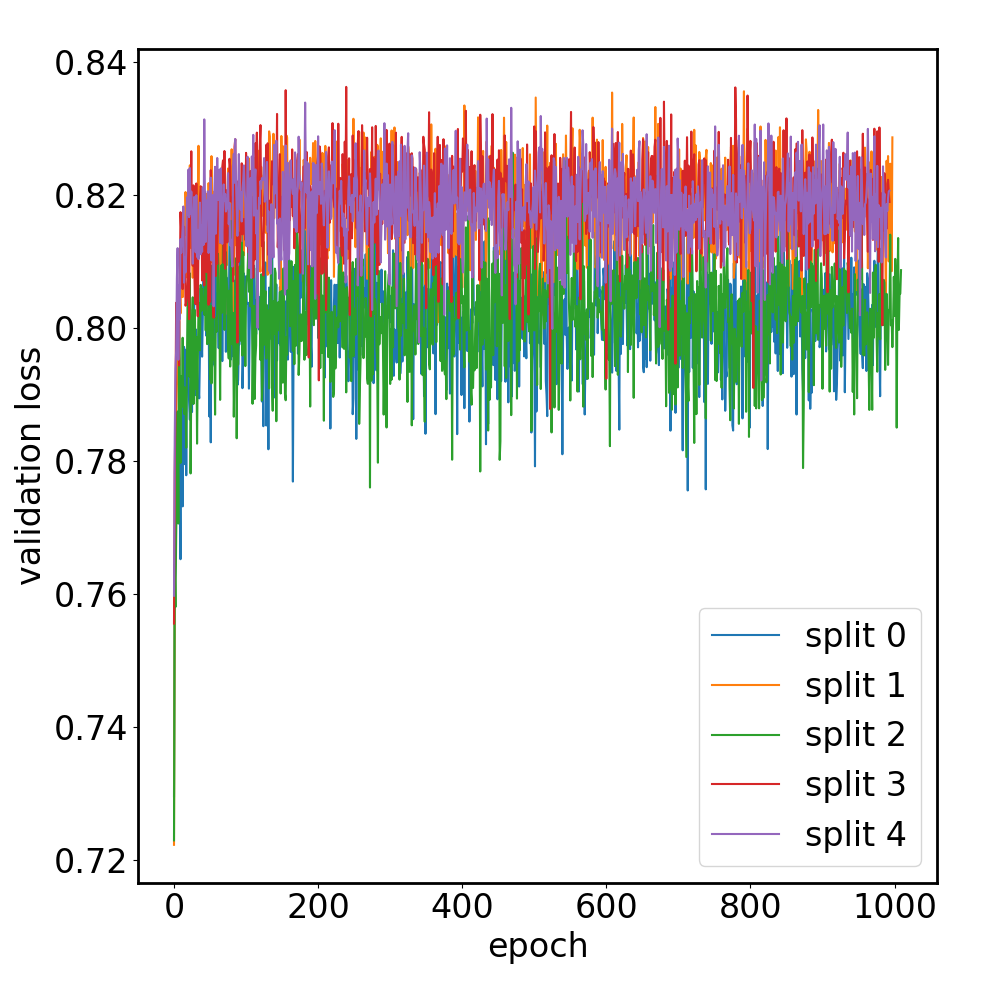 0.84
0.82
0.80
0.78
0.76
0.74
0.72
validation loss
0 200 400 600 800 1000
epoch
split 0
split 1
split 2
split 3
split 4